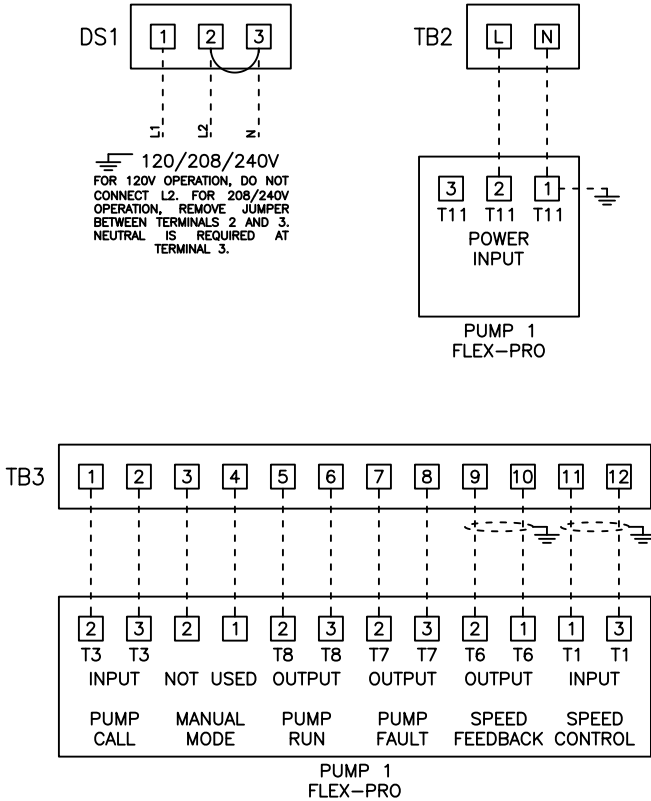 DS1 1 2 3
L1 L2 N
120/208/240V
FOR 120V OPERATION, DO NOT
CONNECT L2. FOR 208/240V
OPERATION, REMOVE JUMPER
BETWEEN TERMINALS 2 AND 3.
NEUTRAL IS REQUIRED AT
TERMINAL 3.
TB2 L N
3 2 1
T11 T11 T11
POWER
INPUT
PUMP 1
FLEX-PRO
TB3 1 2 3 4 5 6 7 8 9 10 11 12
2 3 2 1 2 3 2 3 2 1 1 3
T3 T3 T8 T8 T7 T7 T6 T6 T1 T1
INPUT NOT USED OUTPUT OUTPUT OUTPUT INPUT
PUMP MANUAL PUMP PUMP SPEED SPEED
CALL MODE RUN FAULT FEEDBACK CONTROL
PUMP 1
FLEX-PRO